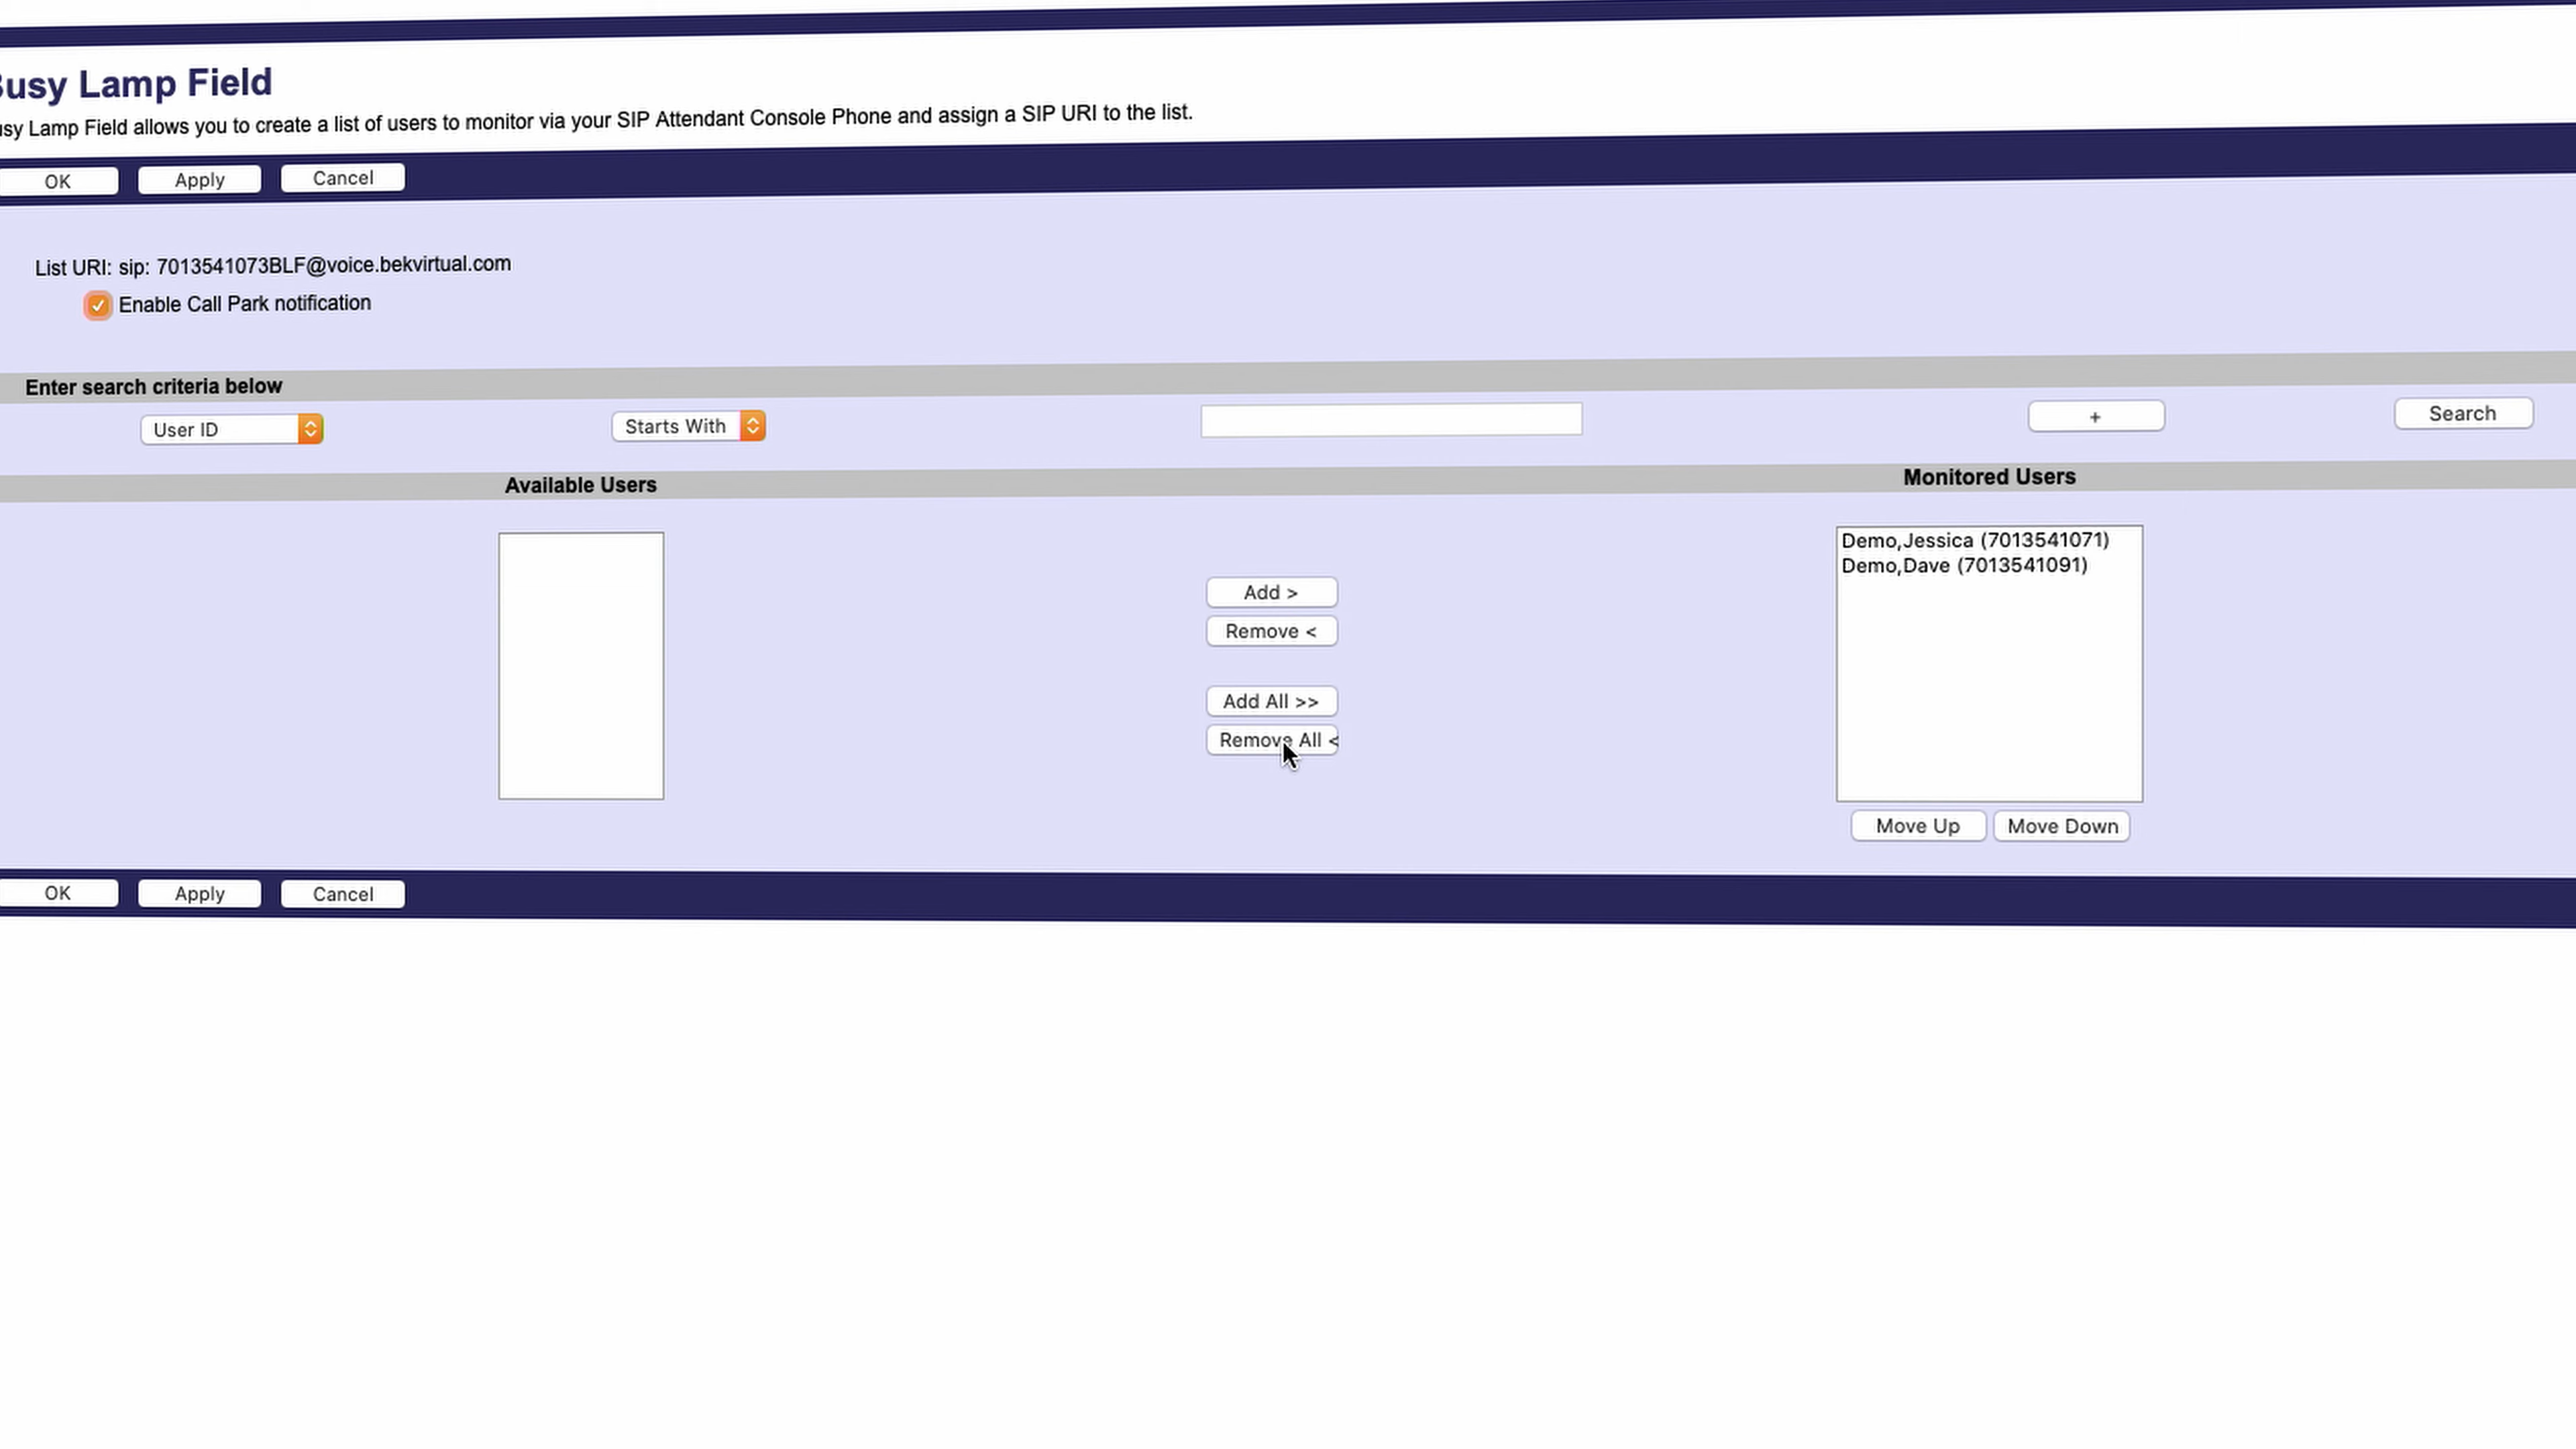 Busy Lamp Field
usy Lamp Field allows you to create a list of users to monitor via your SIP Attendant Console Phone and assign a SIP URI to the list.
OK Apply Cancel
List URI: sip: 7013541073BLF@voice.bekvirtual.com
Enable Call Park notification
Enter search criteria below
User ID Starts With + Search
Available Users Monitored Users
Demo,Jessica (7013541071)
Demo,Dave (7013541091)
Add >
Remove <
Add All >>
Remove All <
Move Up Move Down
OK Apply Cancel